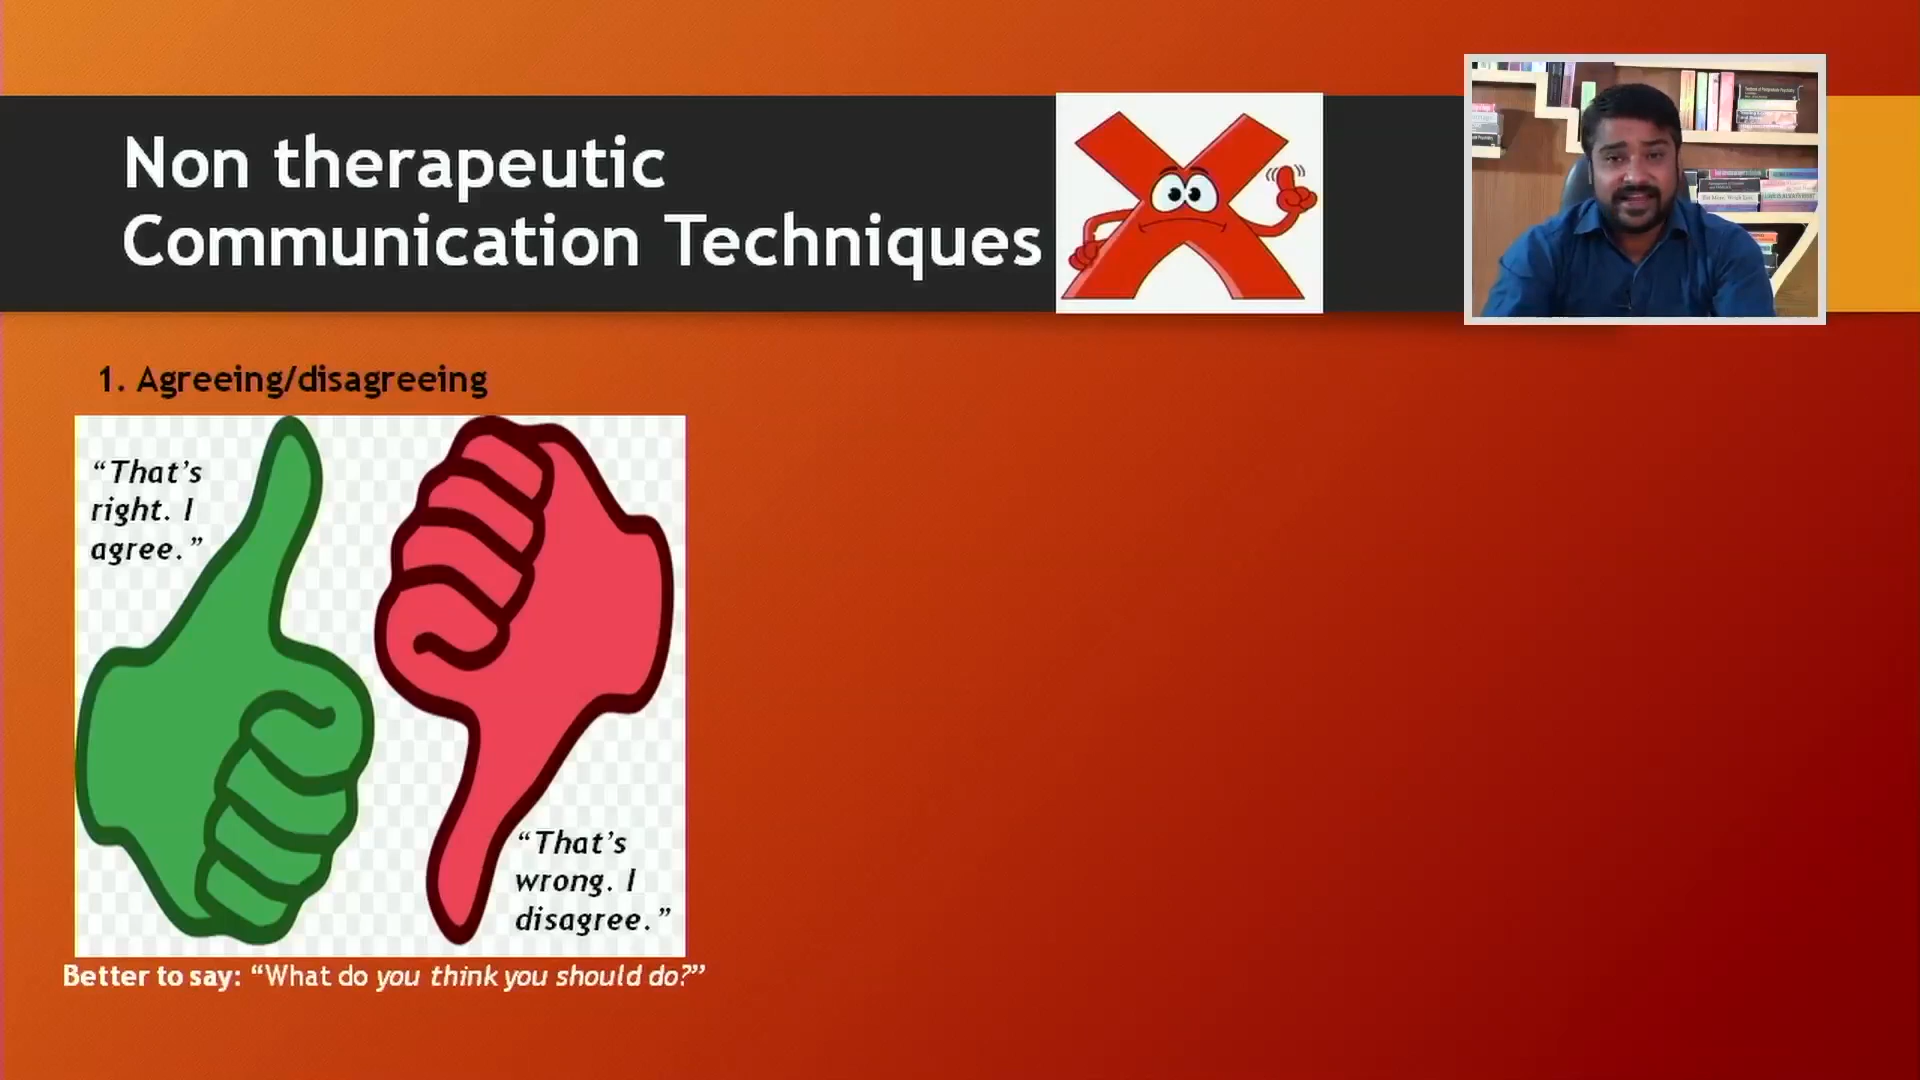 Non therapeutic
Communication Techniques
1. Agreeing/disagreeing
“That’s
right. I
agree.”
“That’s
wrong. I
disagree.”
Better to say: “What do you think you should do?”